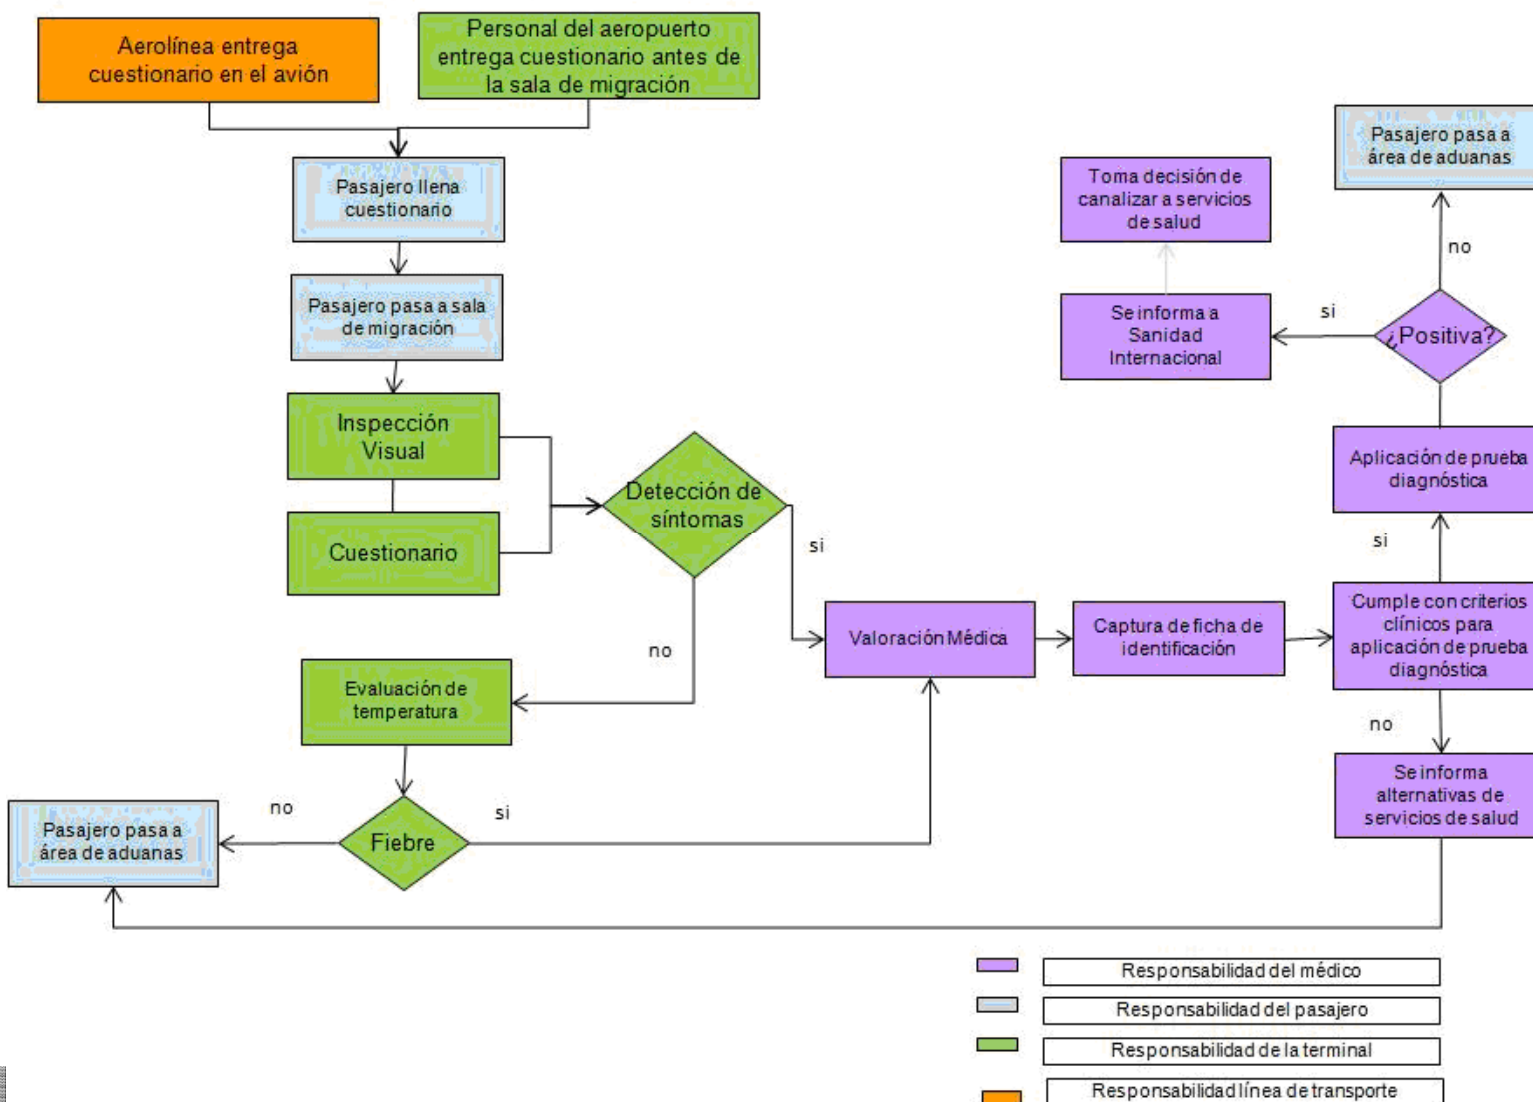 Aerolínea entrega
cuestionario en el avión
Personal del aeropuerto
entrega cuestionario antes de
la sala de migración
Pasajero llena
cuestionario
Pasajero pasa a sala
de migración
Inspección
Visual
Cuestionario
Detección de
síntomas
si
no
Evaluación de
temperatura
Fiebre
no
si
Pasajero pasa a
área de aduanas
Valoración Médica
Captura de ficha de
identificación
Cumple con criterios
clínicos para
aplicación de prueba
diagnóstica
si
no
Aplicación de prueba
diagnóstica
¿Positiva?
si
no
Se informa a
Sanidad
Internacional
Toma decisión de
canalizar a servicios
de salud
Pasajero pasa a
área de aduanas
Se informa
alternativas de
servicios de salud
Responsabilidad del médico
Responsabilidad del pasajero
Responsabilidad de la terminal
Responsabilidad línea de transporte